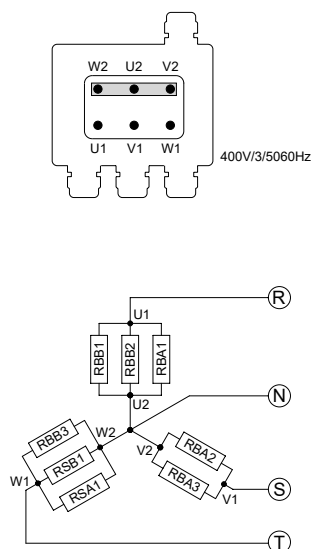 W2 U2 V2
U1 V1 W1
400V/3/5060Hz
R
U1
RBB1 RBB2 RBA1
U2
N
RBB3
W2
V2
RBA2
W1
RSB1
RBA3
RSA1
V1
S
T